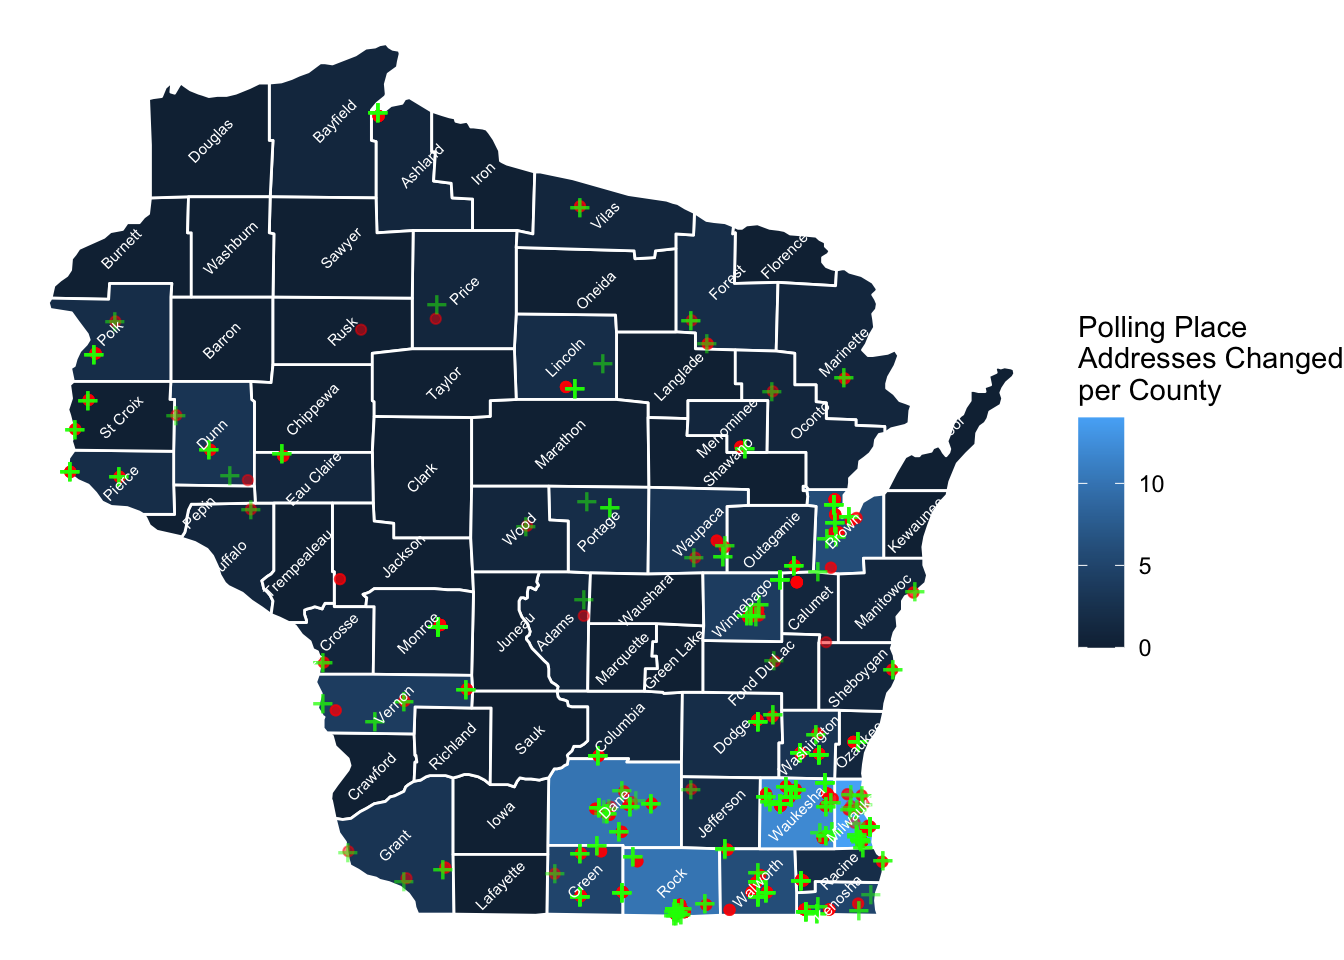 Douglas
Bayfield
Ashland
Iron
Vilas
Burnett
Washburn
Sawyer
Price
Oneida
Forest
Florence
Polk
Barron
Rusk
Lincoln
Langlade
Marinette
Taylor
Chippewa
St Croix
Dunn
Menominee
Oconto
Marathon
Shawano
Pierce
Eau Claire
Clark
Pepin
Wood
Portage
Waupaca
Outagamie
Brown
Kewaunee
uffalo
Trempealeau
Jackson
Waushara
Winnebago
Calumet
Manitowoc
Crosse
Monroe
Juneau
Adams
Marquette
Green Lake
Fond Du Lac
Sheboygan
Vernon
Richland
Sauk
Columbia
Dodge
Washington
Ozaukee
Crawford
Grant
Iowa
Dane
Jefferson
Waukesha
Milwauk
Lafayette
Green
Rock
Walworth
Racine
enosha
Polling Place
Addresses Changed
per County
10
5
0